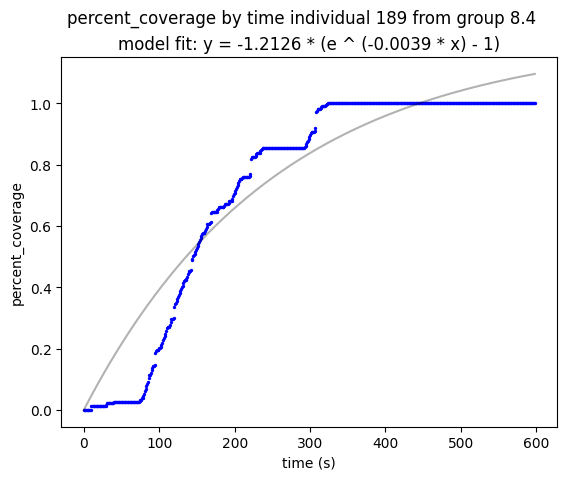 percent_coverage by time individual 189 from group 8.4
model fit: y = -1.2126 * (e ^ (-0.0039 * x) - 1)
1.0
0.8
0.6
0.4
0.2
0.0
percent_coverage
0 100 200 300 400 500 600
time (s)